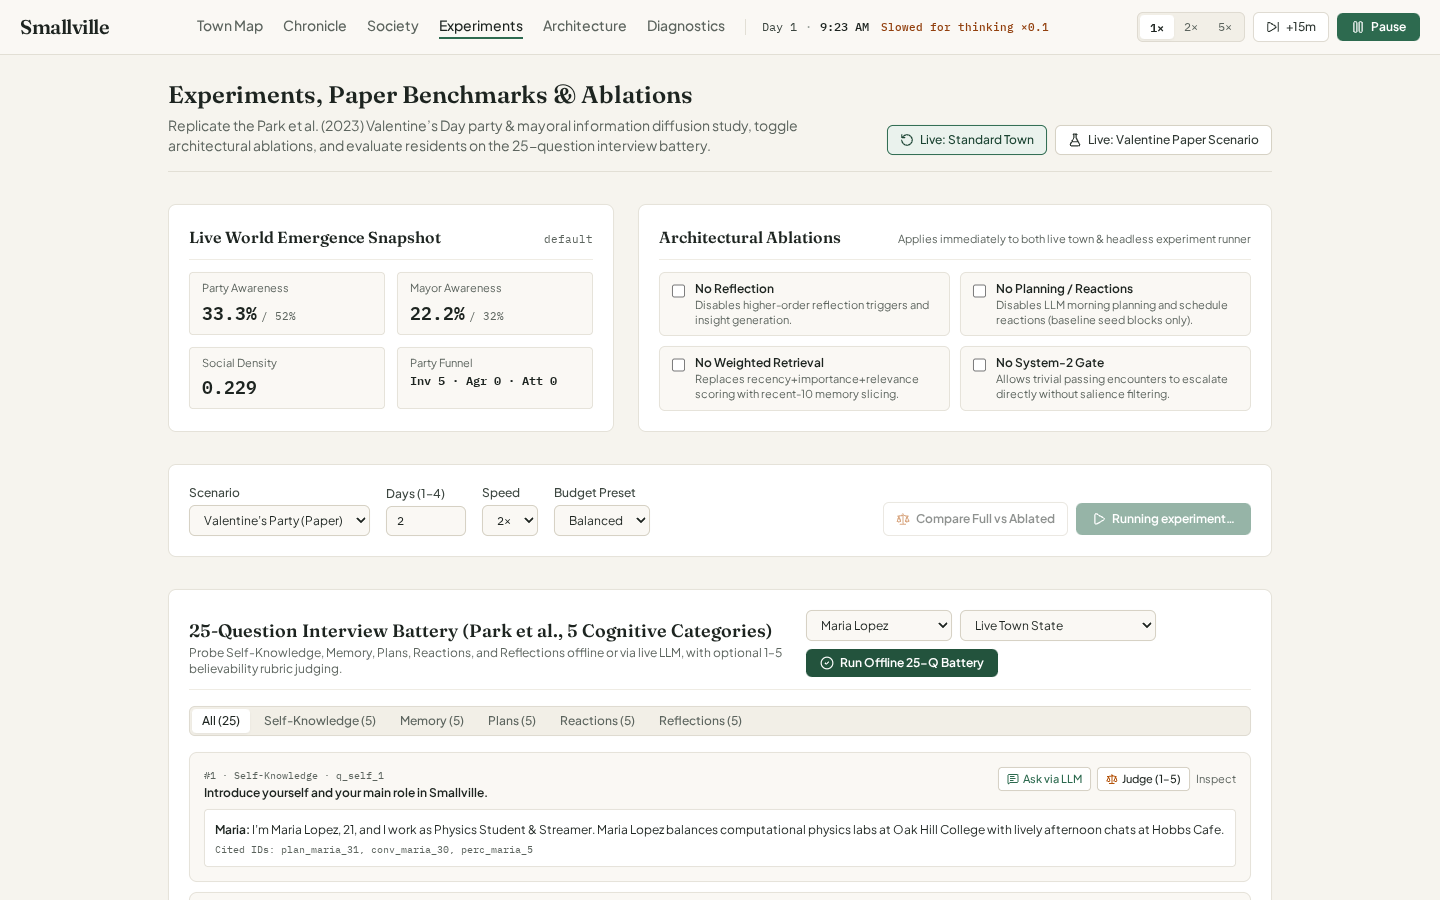 Smallville
Town Map
Chronicle
Society
Experiments
Architecture
Diagnostics
Day 1 · 9:23 AM Slowed for thinking ×0.1
1×
2×
5×
+15m
Pause
Experiments, Paper Benchmarks & Ablations
Replicate the Park et al. (2023) Valentine's Day party & mayoral information diffusion study, toggle
architectural ablations, and evaluate residents on the 25-question interview battery.
Live: Standard Town
Live: Valentine Paper Scenario
Live World Emergence Snapshot
default
Party Awareness
33.3% / 52%
Mayor Awareness
22.2% / 32%
Social Density
0.229
Party Funnel
Inv 5 · Agr 0 · Att 0
Architectural Ablations
Applies immediately to both live town & headless experiment runner
No Reflection
Disables higher-order reflection triggers and
insight generation.
No Planning / Reactions
Disables LLM morning planning and schedule
reactions (baseline seed blocks only).
No Weighted Retrieval
Replaces recency+importance+relevance
scoring with recent-10 memory slicing.
No System-2 Gate
Allows trivial passing encounters to escalate
directly without salience filtering.
Scenario
Valentine's Party (Paper)
Days (1–4)
2
Speed
2×
Budget Preset
Balanced
Compare Full vs Ablated
Running experiment…
25-Question Interview Battery (Park et al., 5 Cognitive Categories)
Probe Self-Knowledge, Memory, Plans, Reactions, and Reflections offline or via live LLM, with optional 1–5
believability rubric judging.
Maria Lopez
Live Town State
Run Offline 25-Q Battery
All (25)
Self-Knowledge (5)
Memory (5)
Plans (5)
Reactions (5)
Reflections (5)
#1 · Self-Knowledge · q_self_1
Introduce yourself and your main role in Smallville.
Ask via LLM
Judge (1–5)
Inspect
Maria: I'm Maria Lopez, 21, and I work as Physics Student & Streamer. Maria Lopez balances computational physics labs at Oak Hill College with lively afternoon chats at Hobbs Cafe.
Cited IDs: plan_maria_31, conv_maria_30, perc_maria_5